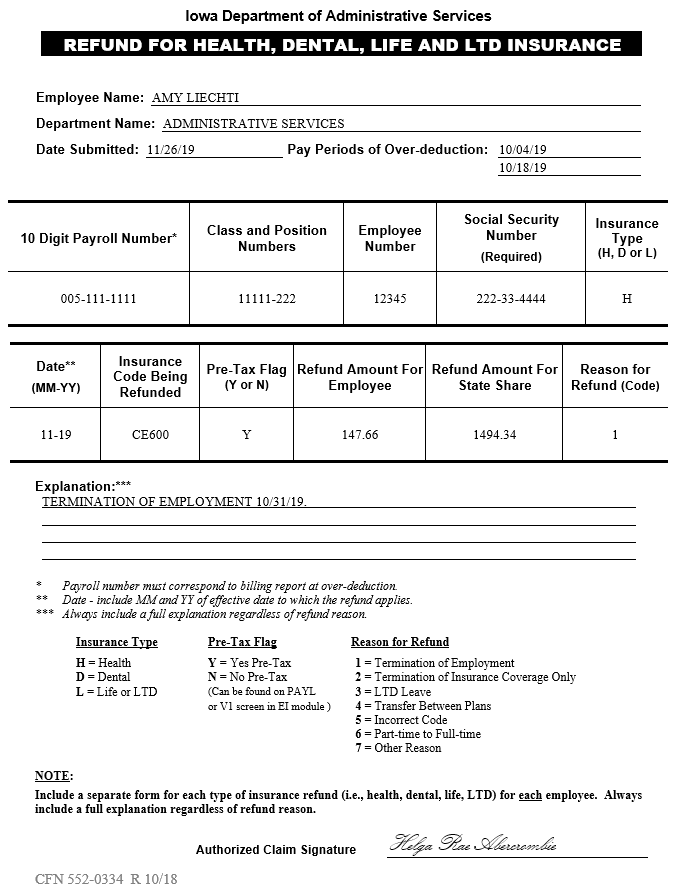 Iowa Department of Administrative Services
REFUND FOR HEALTH, DENTAL, LIFE AND LTD INSURANCE
Employee Name: AMY LIECHTI
Department Name: ADMINISTRATIVE SERVICES
Date Submitted: 11/26/19 Pay Periods of Over-deduction: 10/04/19
10/18/19
10 Digit Payroll Number* Class and Position Numbers Employee Number Social Security Number (Required) Insurance Type (H, D or L)
005-111-1111 11111-222 12345 222-33-4444 H
Date** (MM-YY) Insurance Code Being Refunded Pre-Tax Flag (Y or N) Refund Amount For Employee Refund Amount For State Share Reason for Refund (Code)
11-19 CE600 Y 147.66 1494.34 1
Explanation:***
TERMINATION OF EMPLOYMENT 10/31/19.
* Payroll number must correspond to billing report at over-deduction.
** Date - include MM and YY of effective date to which the refund applies.
*** Always include a full explanation regardless of refund reason.
Insurance Type Pre-Tax Flag Reason for Refund
H = Health Y = Yes Pre-Tax 1 = Termination of Employment
D = Dental N = No Pre-Tax 2 = Termination of Insurance Coverage Only
L = Life or LTD (Can be found on PAYL 3 = LTD Leave
or V1 screen in EI module ) 4 = Transfer Between Plans
5 = Incorrect Code
6 = Part-time to Full-time
7 = Other Reason
NOTE:
Include a separate form for each type of insurance refund (i.e., health, dental, life, LTD) for each employee. Always
include a full explanation regardless of refund reason.
Authorized Claim Signature Helga Rae Abercrombie
CFN 552-0334 R 10/18